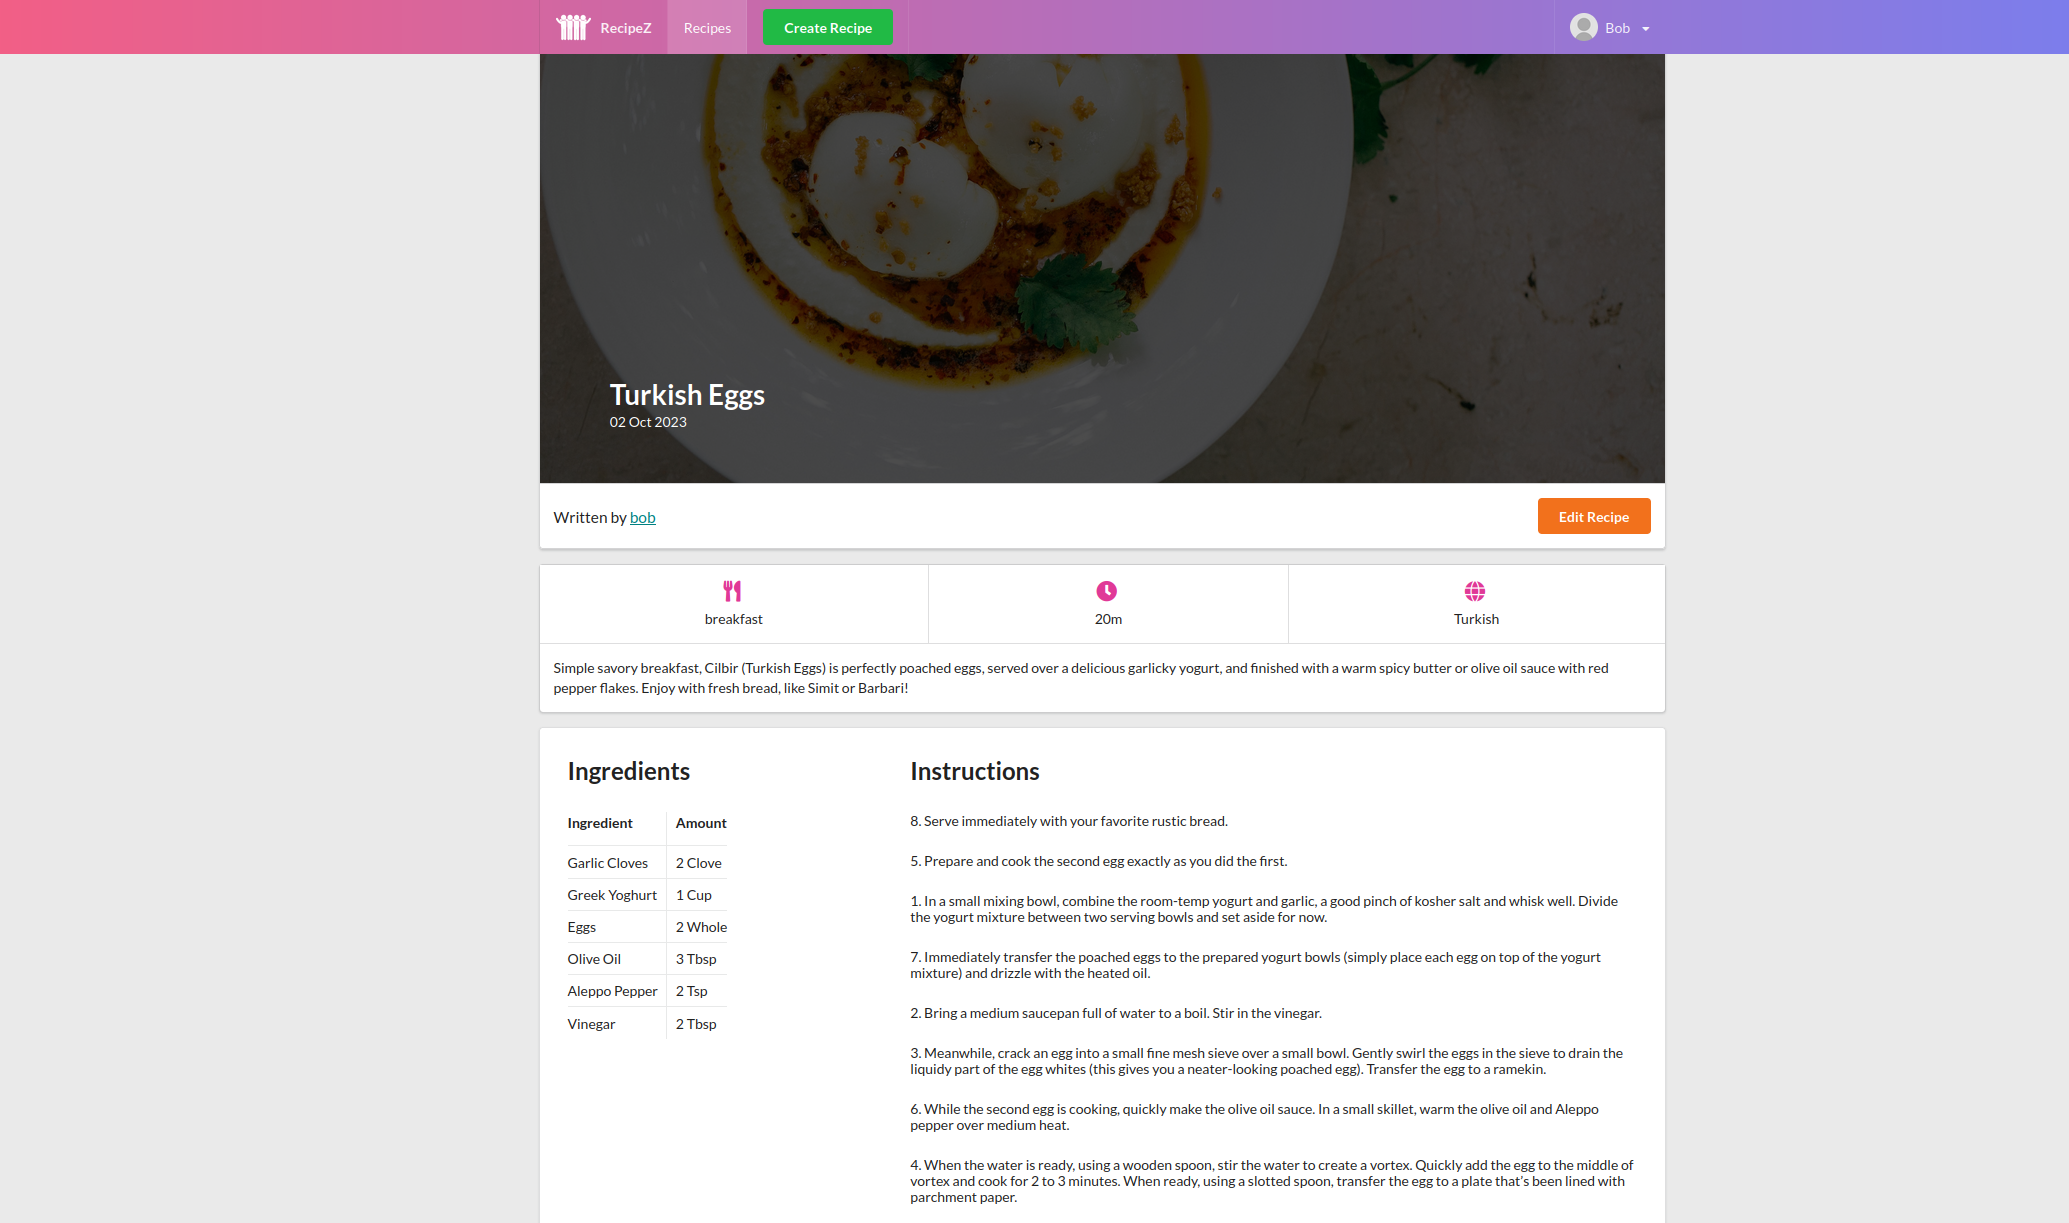 RecipeZ Recipes Create Recipe Bob
Turkish Eggs
02 Oct 2023
Written by bob Edit Recipe
breakfast 20m Turkish
Simple savory breakfast, Cilbir (Turkish Eggs) is perfectly poached eggs, served over a delicious garlicky yogurt, and finished with a warm spicy butter or olive oil sauce with red
pepper flakes. Enjoy with fresh bread, like Simit or Barbari!
Ingredients
Ingredient Amount
Garlic Cloves 2 Clove
Greek Yoghurt 1 Cup
Eggs 2 Whole
Olive Oil 3 Tbsp
Aleppo Pepper 2 Tsp
Vinegar 2 Tbsp
Instructions
8. Serve immediately with your favorite rustic bread.
5. Prepare and cook the second egg exactly as you did the first.
1. In a small mixing bowl, combine the room-temp yogurt and garlic, a good pinch of kosher salt and whisk well. Divide
the yogurt mixture between two serving bowls and set aside for now.
7. Immediately transfer the poached eggs to the prepared yogurt bowls (simply place each egg on top of the yogurt
mixture) and drizzle with the heated oil.
2. Bring a medium saucepan full of water to a boil. Stir in the vinegar.
3. Meanwhile, crack an egg into a small fine mesh sieve over a small bowl. Gently swirl the eggs in the sieve to drain the
liquidy part of the egg whites (this gives you a neater-looking poached egg). Transfer the egg to a ramekin.
6. While the second egg is cooking, quickly make the olive oil sauce. In a small skillet, warm the olive oil and Aleppo
pepper over medium heat.
4. When the water is ready, using a wooden spoon, stir the water to create a vortex. Quickly add the egg to the middle of
vortex and cook for 2 to 3 minutes. When ready, using a slotted spoon, transfer the egg to a plate that's been lined with
parchment paper.